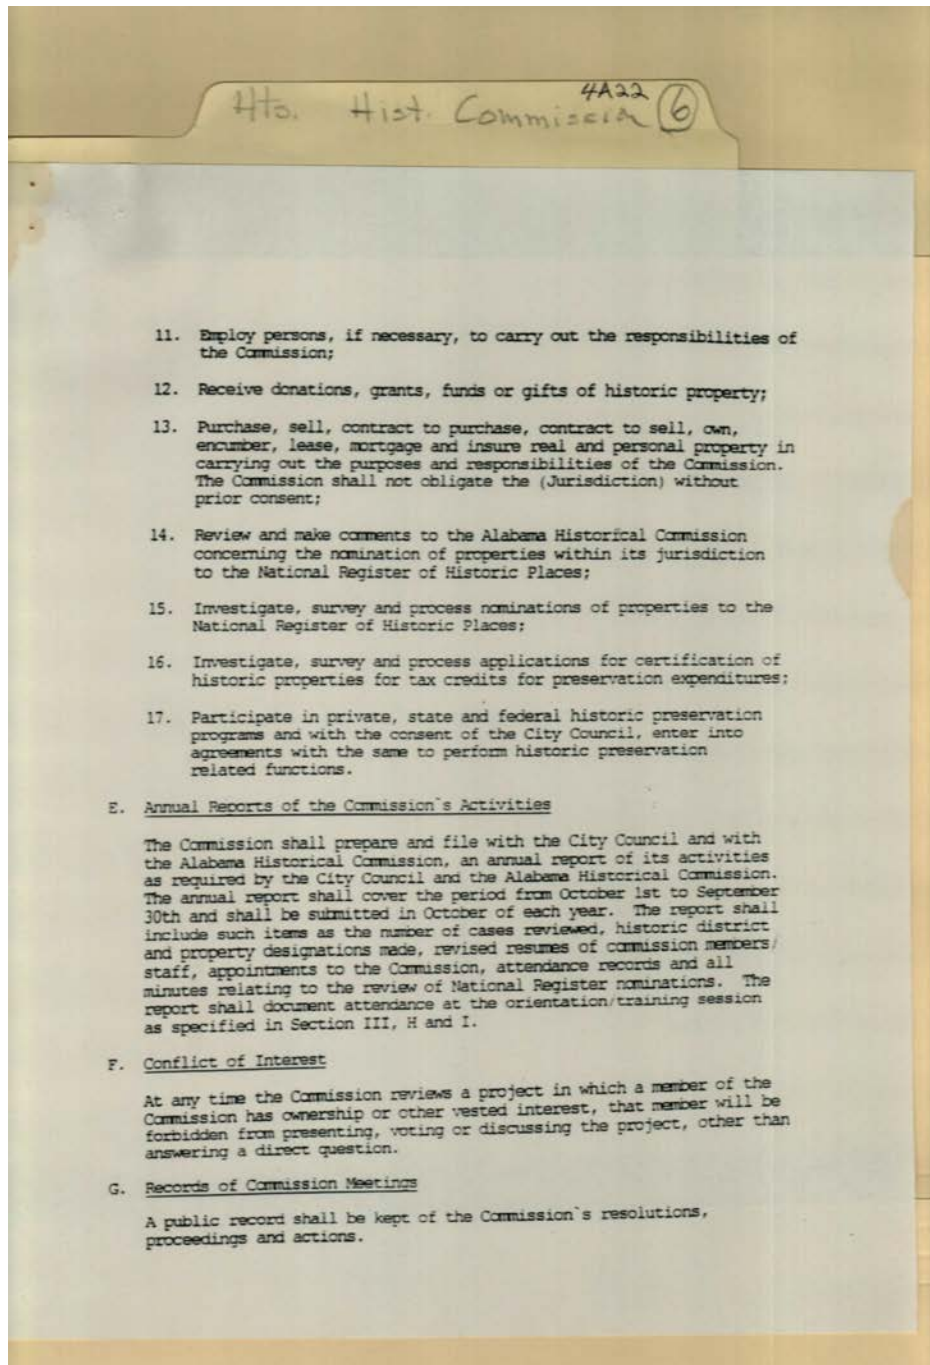 4A22
Hts. Hist. Commission 6
11. Employ persons, if necessary, to carry out the responsibilities of
the Commission;
12. Receive donations, grants, funds or gifts of historic property;
13. Purchase, sell, contract to purchase, contract to sell, own,
encumber, lease, mortgage and insure real and personal property in
carrying out the purposes and responsibilities of the Commission.
The Commission shall not obligate the (Jurisdiction) without
prior consent;
14. Review and make comments to the Alabama Historical Commission
concerning the nomination of properties within its jurisdiction
to the National Register of Historic Places;
15. Investigate, survey and process nominations of properties to the
National Register of Historic Places;
16. Investigate, survey and process applications for certification of
historic properties for tax credits for preservation expenditures;
17. Participate in private, state and federal historic preservation
programs and with the consent of the City Council, enter into
agreements with the same to perform historic preservation
related functions.
E. Annual Reports of the Commission`s Activities
The Commission shall prepare and file with the City Council and with
the Alabama Historical Commission, an annual report of its activities
as required by the City Council and the Alabama Historical Commission.
The annual report shall cover the period from October 1st to September
30th and shall be submitted in October of each year. The report shall
include such items as the number of cases reviewed, historic district
and property designations made, revised resumes of commission members/
staff, appointments to the Commission, attendance records and all
minutes relating to the review of National Register nominations. The
report shall document attendance at the orientation/training session
as specified in Section III, H and I.
F. Conflict of Interest
At any time the Commission reviews a project in which a member of the
Commission has ownership or other vested interest, that member will be
forbidden from presenting, voting or discussing the project, other than
answering a direct question.
G. Records of Commission Meetings
A public record shall be kept of the Commission`s resolutions,
proceedings and actions.